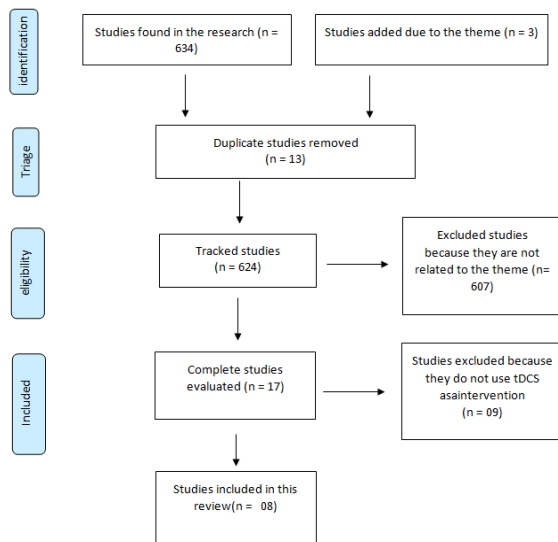 identification
Studies found in the research (n =
634)
Studies added due to the theme (n = 3)
Triage
Duplicate studies removed
(n = 13)
eligibility
Tracked studies
(n = 624)
Excluded studies
because they are not
related to the theme (n=
607)
Included
Complete studies
evaluated (n = 17)
Studies excluded because
they do not use tDCS
asaintervention
(n = 09)
Studies included in this
review(n = 08)